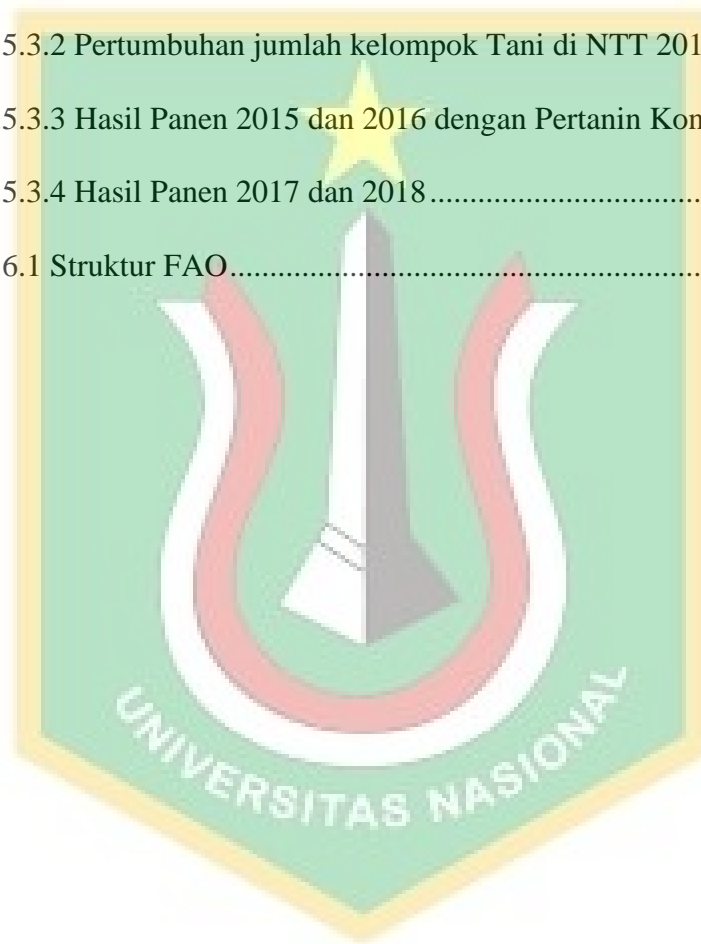 5.3.2 Pertumbuhan jumlah kelompok Tani di NTT 201
5.3.3 Hasil Panen 2015 dan 2016 dengan Pertanin Kon
5.3.4 Hasil Panen 2017 dan 2018....................................
6.1 Struktur FAO..............................................................
UNIVERSITAS NASIONAL